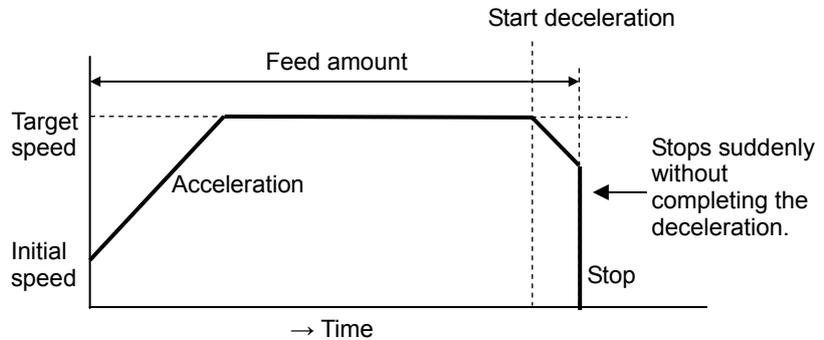 Start deceleration
Feed amount
Target
speed
Acceleration
Stops suddenly
without
completing the
deceleration.
Initial
speed
Stop
→ Time